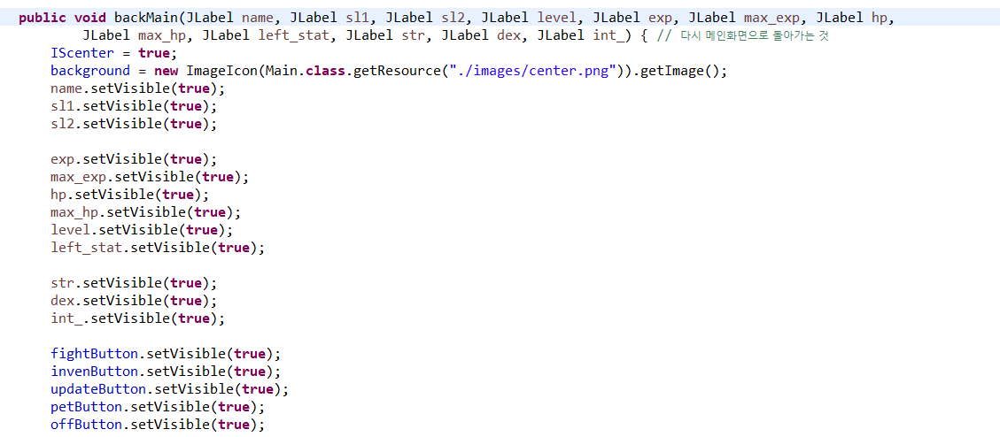 public void backMain(JLabel name, JLabel sl1, JLabel sl2, JLabel level, JLabel exp, JLabel max_exp, JLabel hp,
JLabel max_hp, JLabel left_stat, JLabel str, JLabel dex, JLabel int_) { // 다시 메인화면으로 돌아가는 것
IScenter = true;
background = new ImageIcon(Main.class.getResource("./images/center.png")).getImage();
name.setVisible(true);
sl1.setVisible(true);
sl2.setVisible(true);
exp.setVisible(true);
max_exp.setVisible(true);
hp.setVisible(true);
max_hp.setVisible(true);
level.setVisible(true);
left_stat.setVisible(true);
str.setVisible(true);
dex.setVisible(true);
int_.setVisible(true);
fightButton.setVisible(true);
invenButton.setVisible(true);
updateButton.setVisible(true);
petButton.setVisible(true);
offButton.setVisible(true);